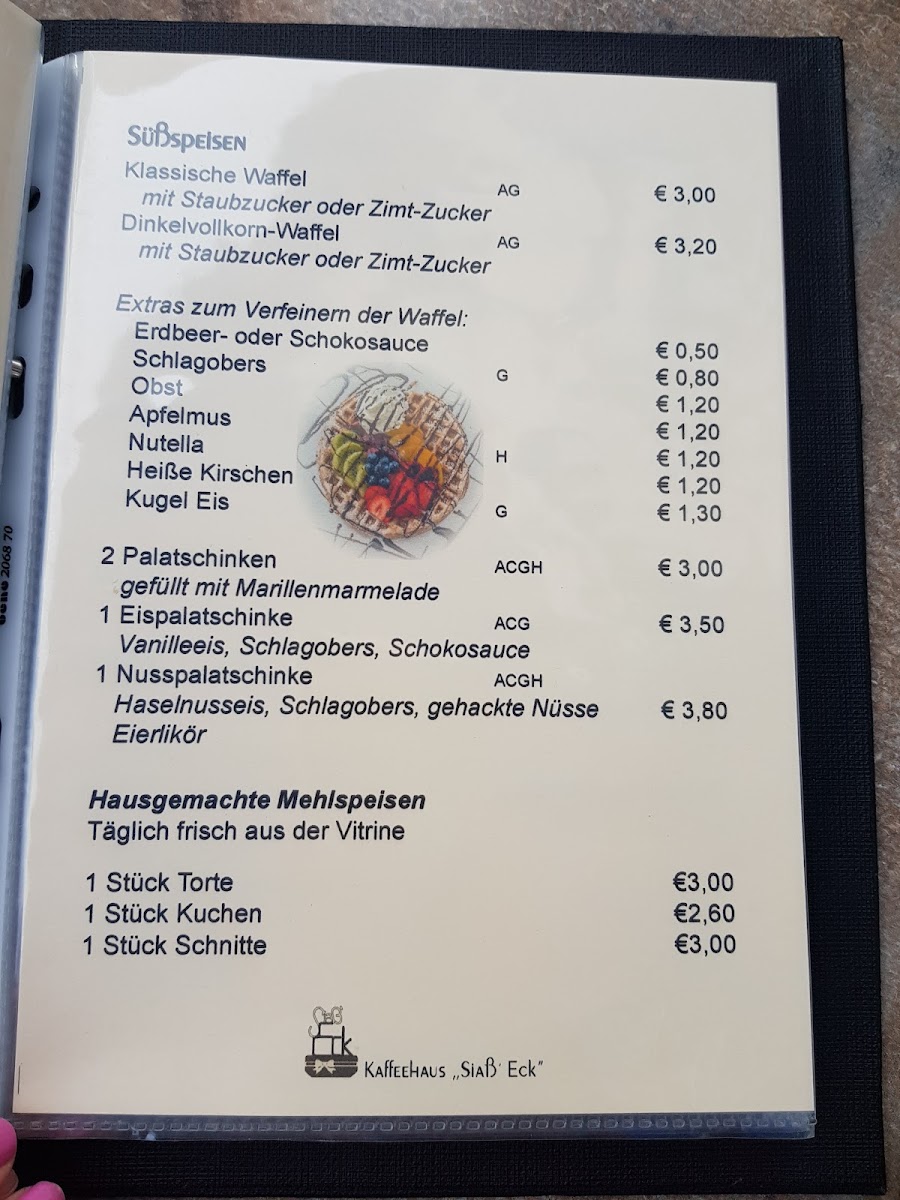 Süßspeisen
Klassische Waffel AG € 3,00
mit Staubzucker oder Zimt-Zucker
Dinkelvollkorn-Waffel AG € 3,20
mit Staubzucker oder Zimt-Zucker
Extras zum Verfeinern der Waffel:
Erdbeer- oder Schokosauce € 0,50
Schlagobers G € 0,80
Obst € 1,20
Apfelmus € 1,20
Nutella H € 1,20
Heiße Kirschen € 1,20
Kugel Eis G € 1,30
2 Palatschinken ACGH € 3,00
gefüllt mit Marillenmarmelade
1 Eispalatschinke ACG € 3,50
Vanilleeis, Schlagobers, Schokosauce
1 Nusspalatschinke ACGH
Haselnusseis, Schlagobers, gehackte Nüsse € 3,80
Eierlikör
Hausgemachte Mehlspeisen
Täglich frisch aus der Vitrine
1 Stück Torte €3,00
1 Stück Kuchen €2,60
1 Stück Schnitte €3,00
Siaß' Eck
Kaffeehaus „Siaß' Eck"
2068 70